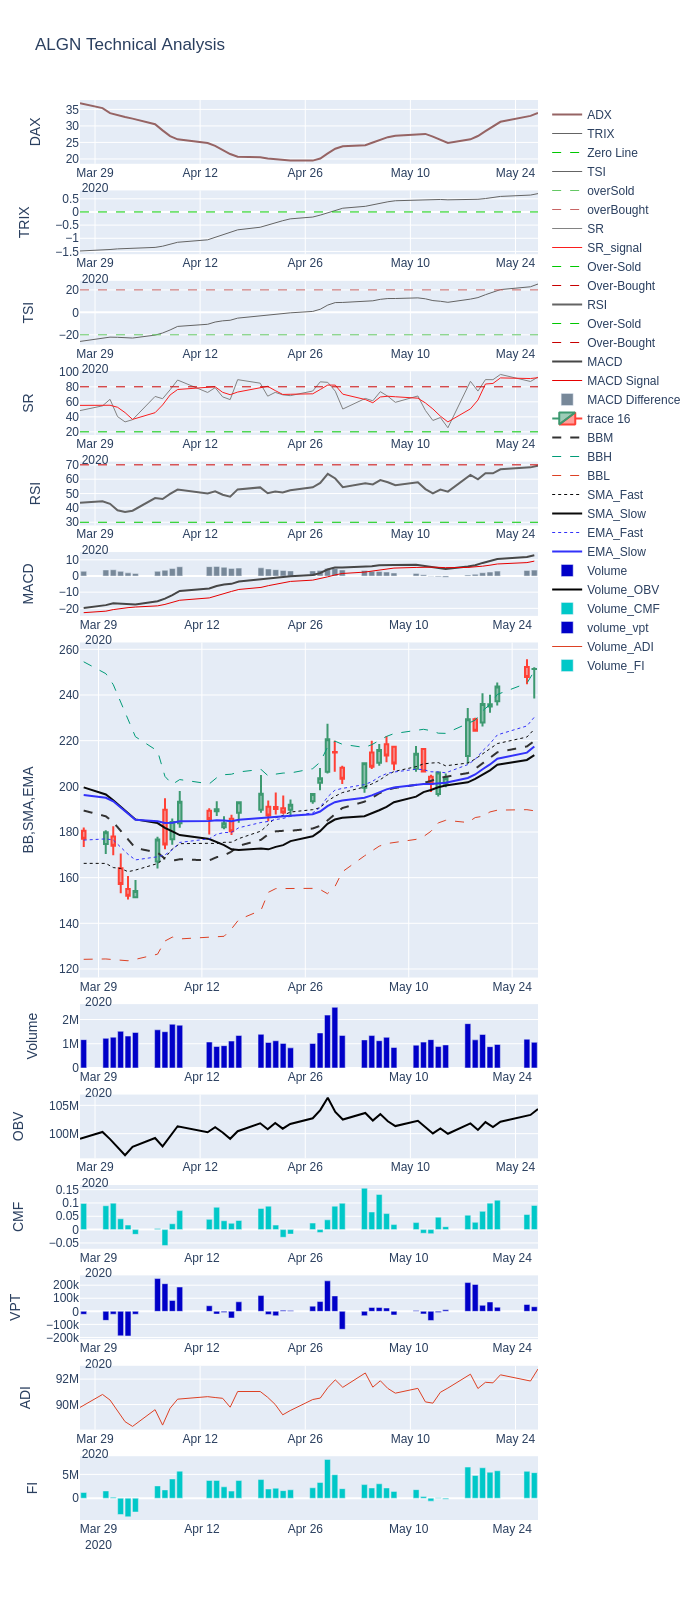 ALGN Technical Analysis
DAX
35
30
25
20
Mar 29
2020
Apr 12
Apr 26
May 10
May 24
TRIX
0.5
0
−0.5
−1
−1.5
Mar 29
2020
Apr 12
Apr 26
May 10
May 24
TSI
20
0
−20
Mar 29
2020
Apr 12
Apr 26
May 10
May 24
SR
100
80
60
40
20
Mar 29
2020
Apr 12
Apr 26
May 10
May 24
RSI
70
60
50
40
30
Mar 29
2020
Apr 12
Apr 26
May 10
May 24
MACD
10
0
−10
−20
Mar 29
2020
Apr 12
Apr 26
May 10
May 24
BB,SMA,EMA
260
240
220
200
180
160
140
120
Mar 29
2020
Apr 12
Apr 26
May 10
May 24
Volume
2M
1M
0
Mar 29
2020
Apr 12
Apr 26
May 10
May 24
OBV
105M
100M
Mar 29
2020
Apr 12
Apr 26
May 10
May 24
CMF
0.15
0.1
0.05
0
−0.05
Mar 29
2020
Apr 12
Apr 26
May 10
May 24
VPT
200k
100k
0
−100k
−200k
Mar 29
2020
Apr 12
Apr 26
May 10
May 24
ADI
92M
90M
Mar 29
2020
Apr 12
Apr 26
May 10
May 24
FI
5M
0
Mar 29
2020
Apr 12
Apr 26
May 10
May 24
ADX
TRIX
Zero Line
TSI
overSold
overBought
SR
SR_signal
Over-Sold
Over-Bought
RSI
Over-Sold
Over-Bought
MACD
MACD Signal
MACD Difference
trace 16
BBM
BBH
BBL
SMA_Fast
SMA_Slow
EMA_Fast
EMA_Slow
Volume
Volume_OBV
Volume_CMF
volume_vpt
Volume_ADI
Volume_FI